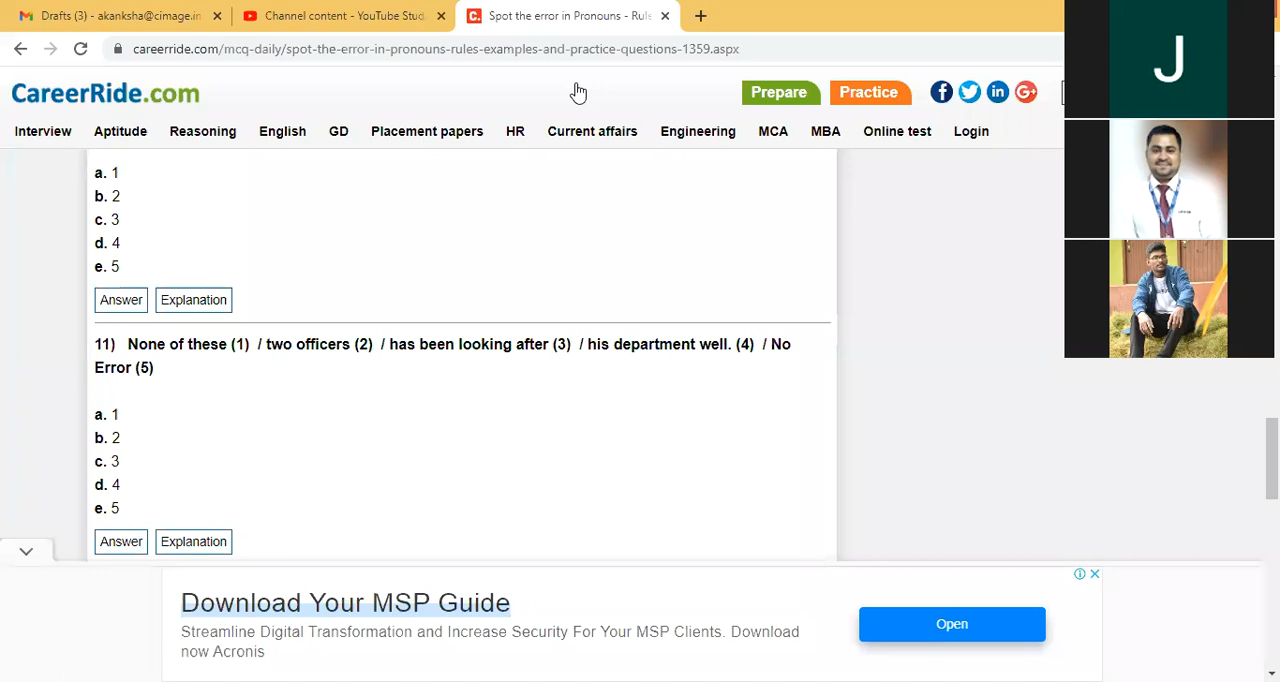 Drafts (3) - akanksha@cimage.in
Channel content - YouTube Stud
Spot the error in Pronouns - Rule
careerride.com/mcq-daily/spot-the-error-in-pronouns-rules-examples-and-practice-questions-1359.aspx
CareerRide.com
Prepare
Practice
Interview
Aptitude
Reasoning
English
GD
Placement papers
HR
Current affairs
Engineering
MCA
MBA
Online test
Login
a. 1
b. 2
c. 3
d. 4
e. 5
Answer
Explanation
11) None of these (1) / two officers (2) / has been looking after (3) / his department well. (4) / No
Error (5)
a. 1
b. 2
c. 3
d. 4
e. 5
Answer
Explanation
Download Your MSP Guide
Streamline Digital Transformation and Increase Security For Your MSP Clients. Download
now Acronis
Open
J